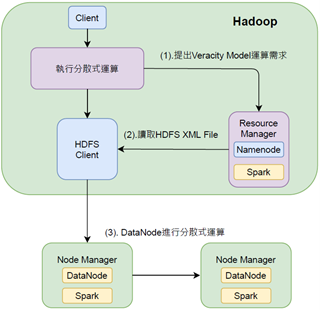 Client
Hadoop
(1).提出Veracity Model運算需求
執行分散式運算
Resource
Manager
(2).讀取HDFS XML File
Namenode
HDFS
Client
Spark
(3). DataNode進行分散式運算
Node Manager
DataNode
Spark
Node Manager
DataNode
Spark